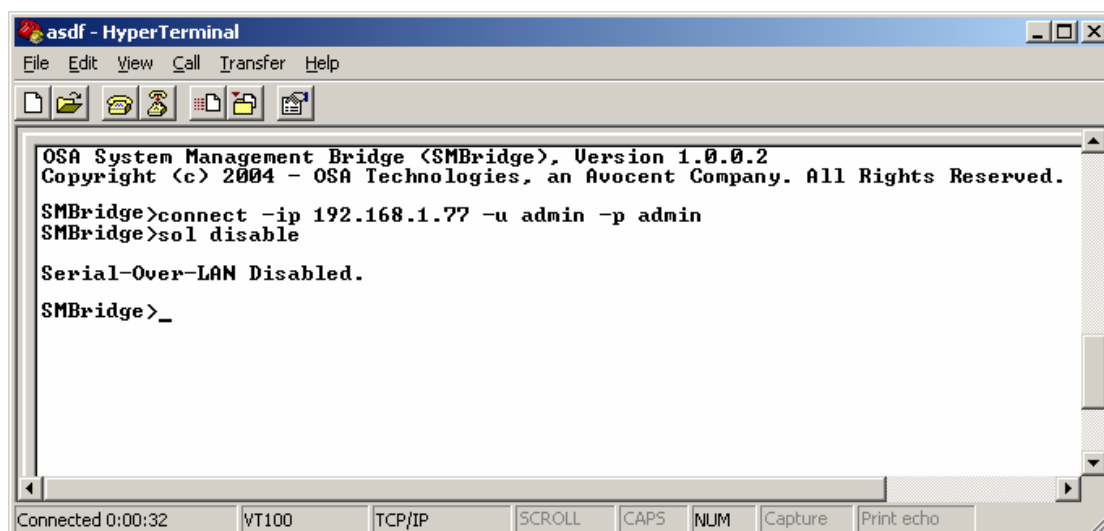 asdf - HyperTerminal
File Edit View Call Transfer Help
OSA System Management Bridge (SMBridge), Version 1.0.0.2
Copyright (c) 2004 - OSA Technologies, an Avocent Company. All Rights Reserved.
SMBridge>connect -ip 192.168.1.77 -u admin -p admin
SMBridge>sol disable
Serial-Over-LAN Disabled.
SMBridge>_
Connected 0:00:32 VT100 TCP/IP SCROLL CAPS NUM Capture Print echo